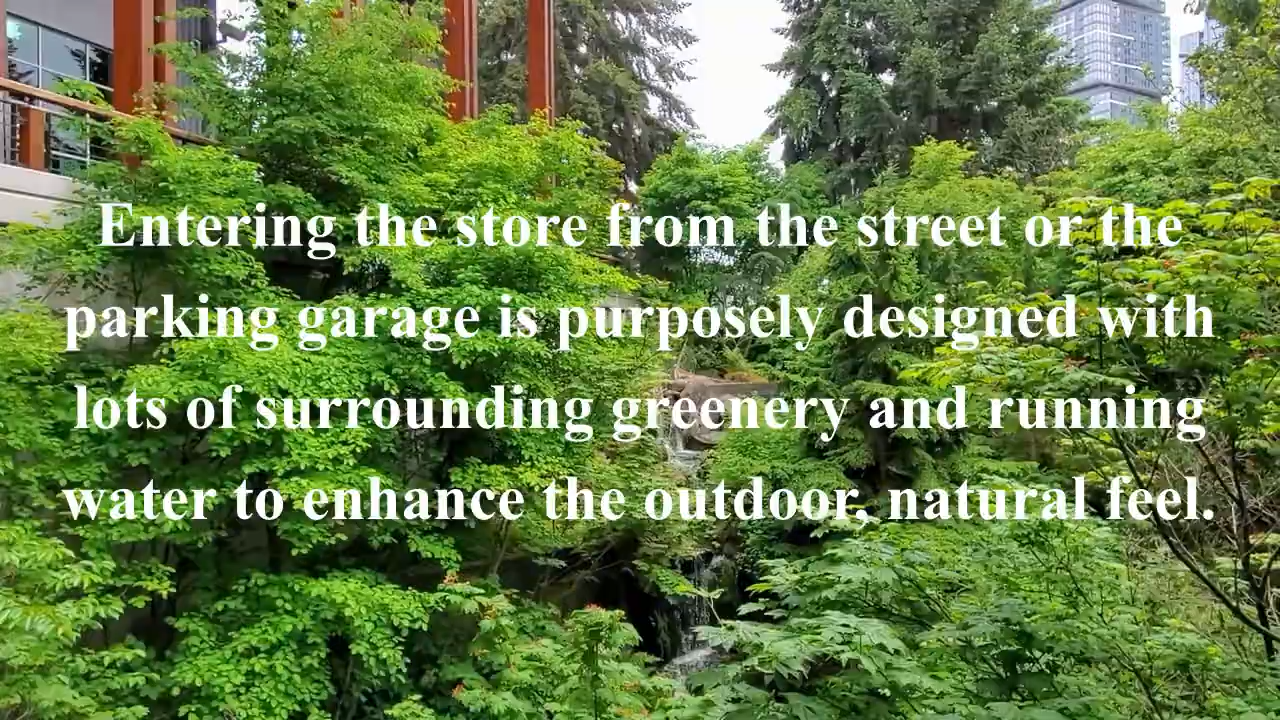 Entering the store from the street or the
parking garage is purposely designed with
lots of surrounding greenery and running
water to enhance the outdoor, natural feel.